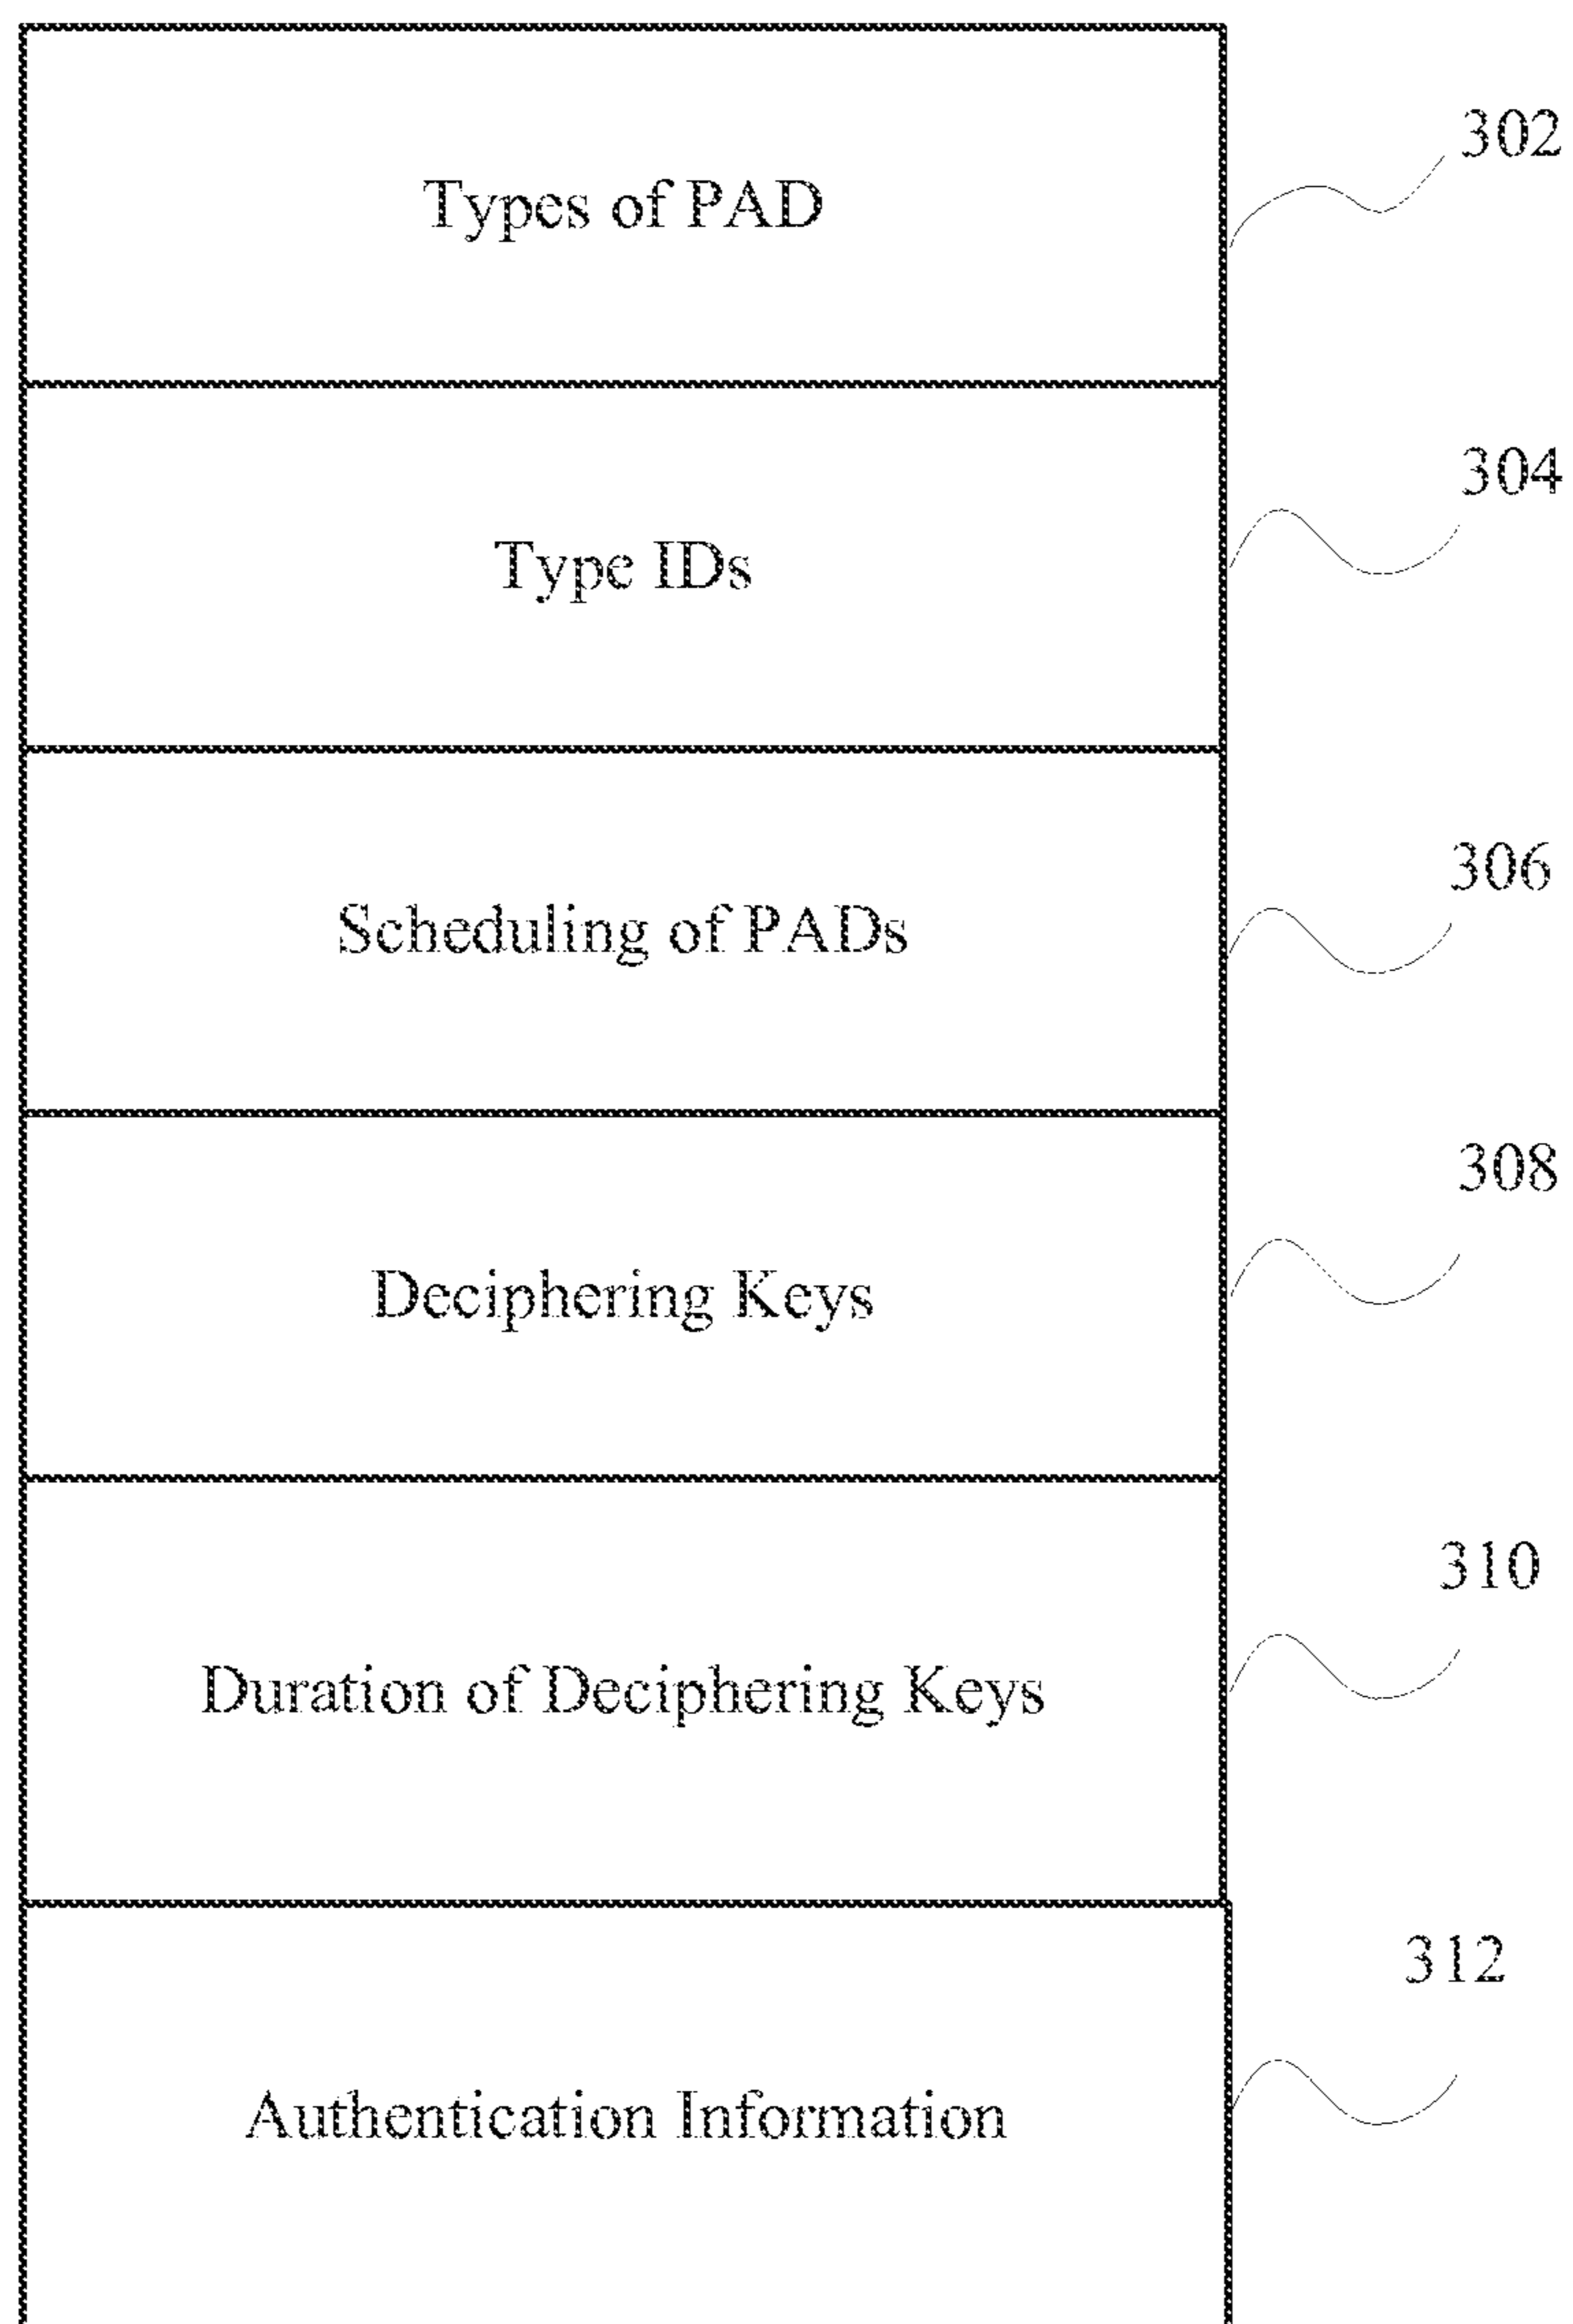 Types of PAD
302
Type IDs
304
Scheduling of PADs
306
Deciphering Keys
308
Duration of Deciphering Keys
310
Authentication Information
312